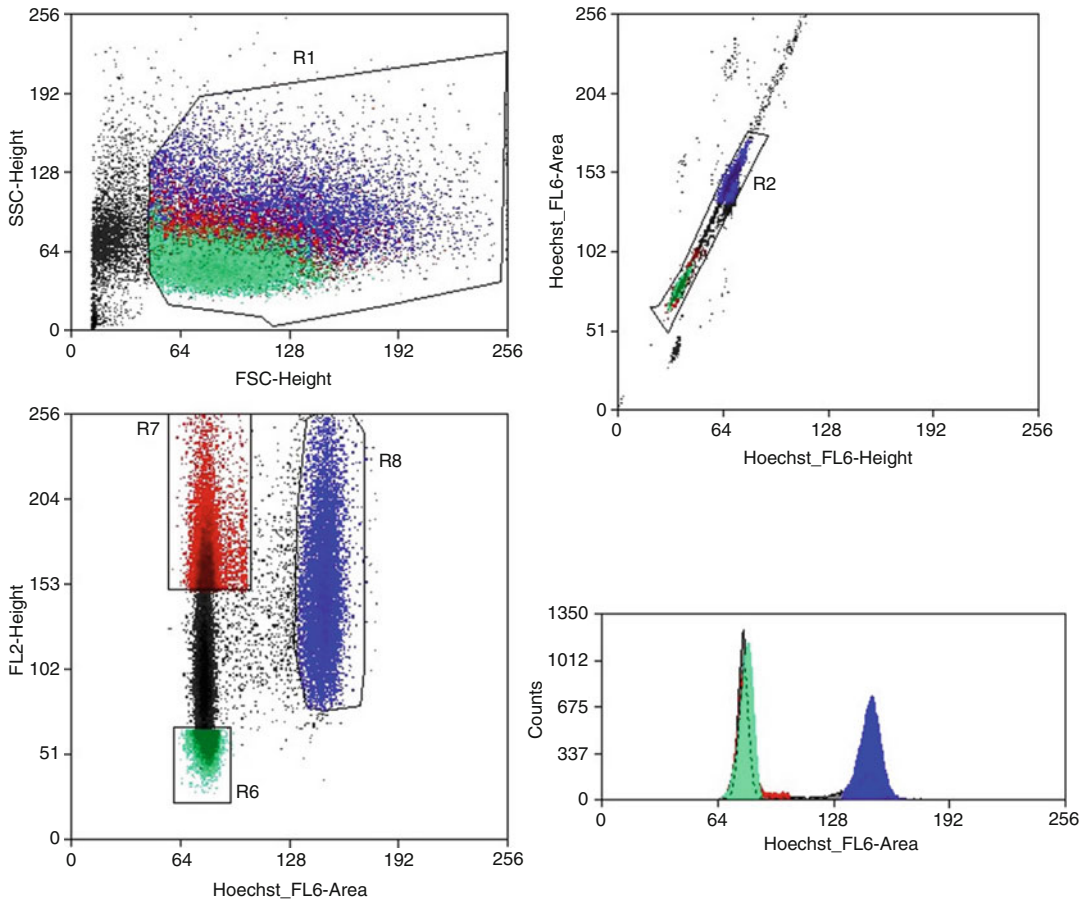 256
192
128
64
0
SSC-Height
R1
0 64 128 192 256
FSC-Height
256
204
153
102
51
0
Hoechst_FL6-Area
R2
0 64 128 192 256
Hoechst_FL6-Height
256
204
153
102
51
0
FL2-Height
R7
R8
R6
0 64 128 192 256
Hoechst_FL6-Area
1350
1012
675
337
0
Counts
0 64 128 192 256
Hoechst_FL6-Area